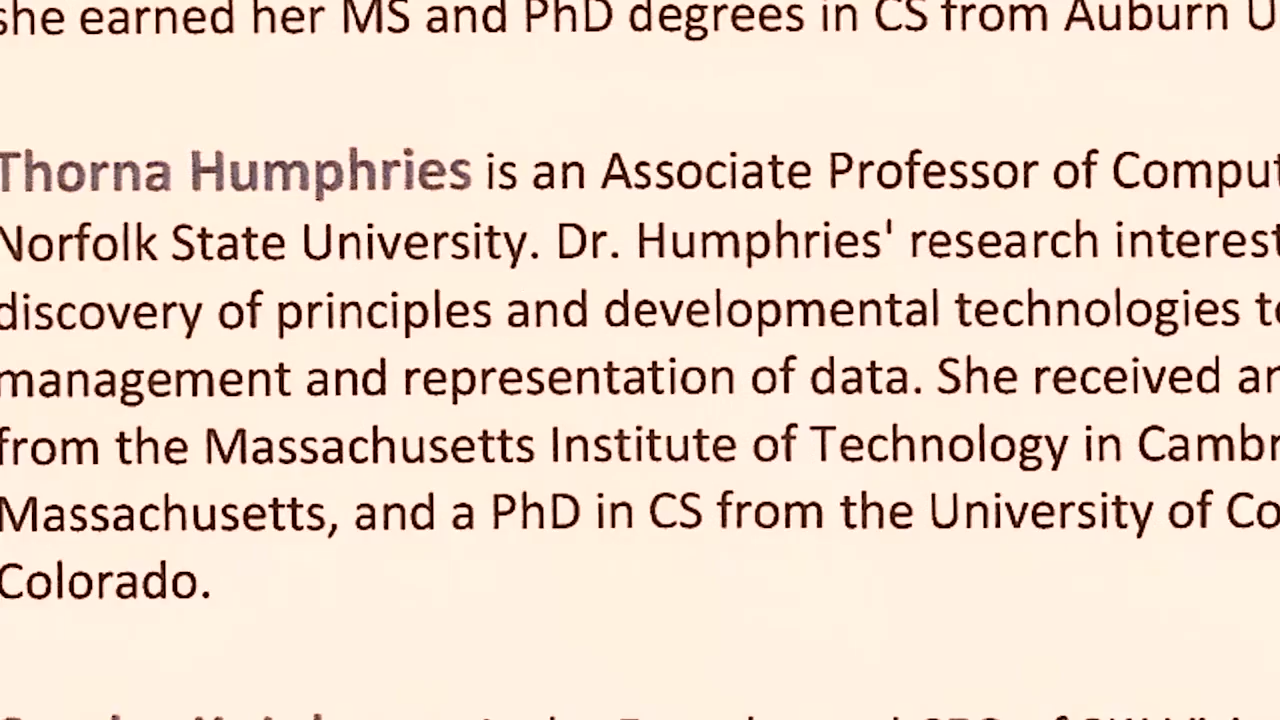 she earned her MS and PhD degrees in CS from Auburn U
Thorna Humphries is an Associate Professor of Comput
Norfolk State University. Dr. Humphries' research interest
discovery of principles and developmental technologies to
management and representation of data. She received an
from the Massachusetts Institute of Technology in Cambr
Massachusetts, and a PhD in CS from the University of Co
Colorado.